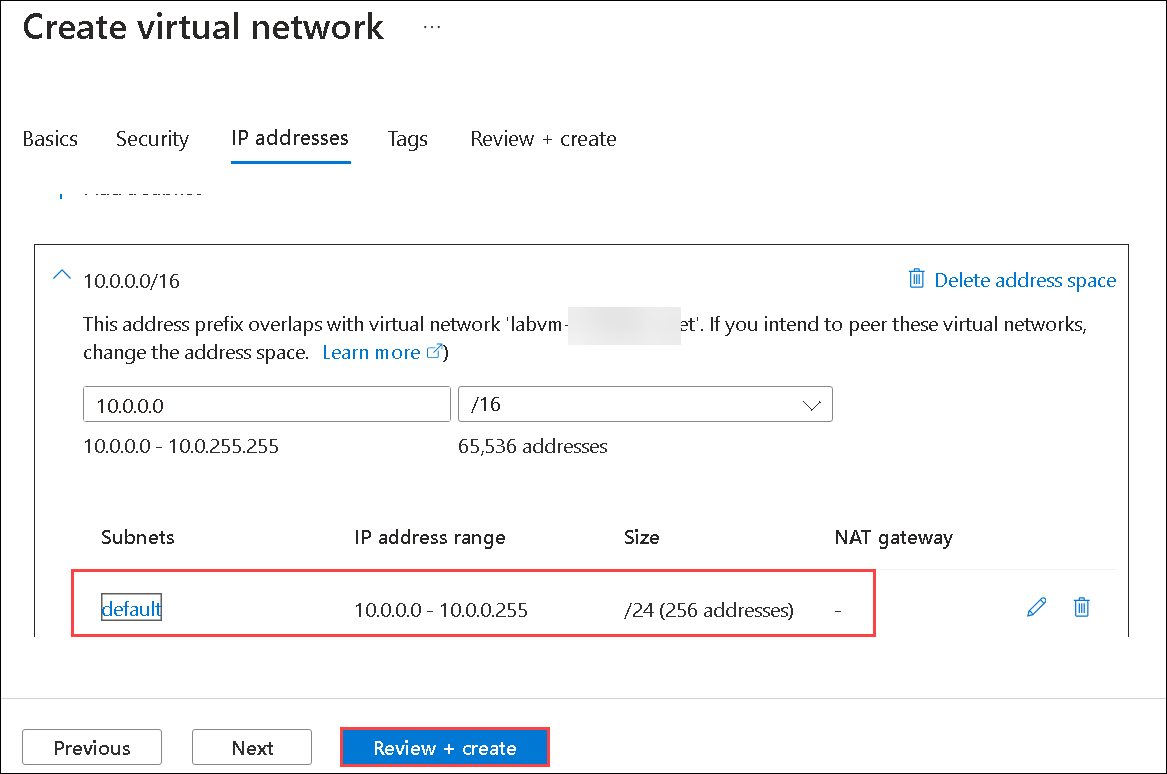 Create virtual network ...
Basics Security IP addresses Tags Review + create
10.0.0.0/16 Delete address space
This address prefix overlaps with virtual network 'labvm- et'. If you intend to peer these virtual networks,
change the address space. Learn more )
10.0.0.0 /16
10.0.0.0 - 10.0.255.255 65,536 addresses
Subnets IP address range Size NAT gateway
default 10.0.0.0 - 10.0.0.255 /24 (256 addresses) -
Previous Next Review + create